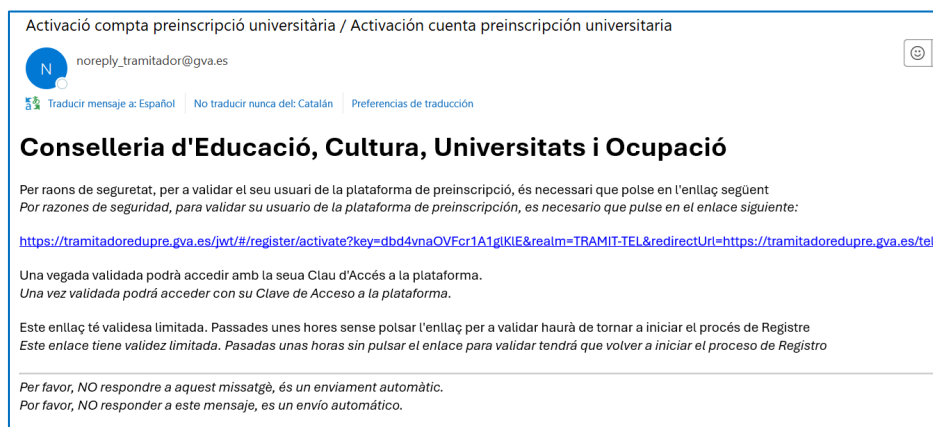 Activació compta preinscripció universitària / Activación cuenta preinscripción universitaria
N
noreply_tramitador@gva.es
Traducir mensaje a: Español No traducir nunca del: Catalán Preferencias de traducción
Conselleria d'Educació, Cultura, Universitats i Ocupació
Per raons de seguretat, per a validar el seu usuari de la plataforma de preinscripció, és necessari que polse en l'enllaç següent
Por razones de seguridad, para validar su usuario de la plataforma de preinscripción, es necesario que pulse en el enlace siguiente:
https://tramitadoredupre.gva.es/jwt/#/register/activate?key=dbd4vnaOVFcr1A1glKlE&realm=TRAMIT-TEL&redirectUrl=https://tramitadoredupre.gva.es/tel
Una vegada validada podrà accedir amb la seua Clau d'Accés a la plataforma.
Una vez validada podrá acceder con su Clave de Acceso a la plataforma.
Este enllaç té validesa limitada. Passades unes hores sense polsar l'enllaç per a validar haurà de tornar a iniciar el procés de Registre
Este enlace tiene validez limitada. Pasadas unas horas sin pulsar el enlace para validar tendrá que volver a iniciar el proceso de Registro
Per favor, NO respondre a aquest missatgè, és un enviament automàtic.
Por favor, NO responder a este mensaje, es un envío automático.